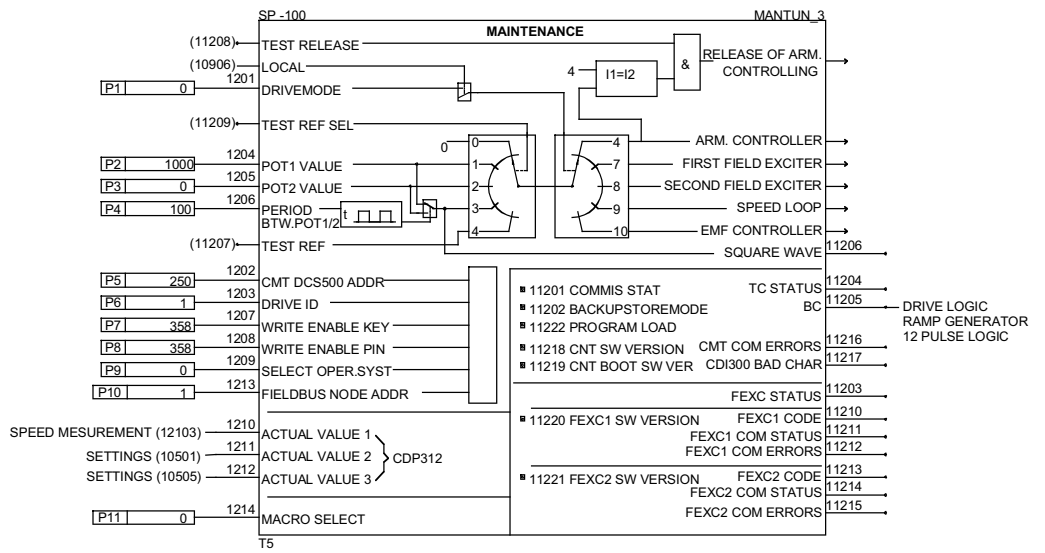 SP -100 MANTUN_3
MAINTENANCE
(11208) TEST RELEASE
(10906) LOCAL
P1 0 1201 DRIVEMODE
(11209) TEST REF SEL
P2 1000 1204 POT1 VALUE
P3 0 1205 POT2 VALUE
P4 100 1206 PERIOD
BTW.POT1/2
t
(11207) TEST REF
0 0
1
2
3
4
4 I1=I2
&
RELEASE OF ARM.
CONTROLLING
4 ARM. CONTROLLER
7 FIRST FIELD EXCITER
8 SECOND FIELD EXCITER
9 SPEED LOOP
10 EMF CONTROLLER
SQUARE WAVE 11206
P5 250 1202 CMT DCS500 ADDR
P6 1 1203 DRIVE ID
P7 358 1207 WRITE ENABLE KEY
P8 358 1208 WRITE ENABLE PIN
P9 0 1209 SELECT OPER.SYST
P10 1 1213 FIELDBUS NODE ADDR
11201 COMMIS STAT
11202 BACKUPSTOREMODE
11222 PROGRAM LOAD
11218 CNT SW VERSION
11219 CNT BOOT SW VER
TC STATUS 11204
BC 11205 DRIVE LOGIC
RAMP GENERATOR
12 PULSE LOGIC
CMT COM ERRORS 11216
CDI300 BAD CHAR 11217
FEXC STATUS 11203
11220 FEXC1 SW VERSION FEXC1 CODE 11210
FEXC1 COM STATUS 11211
FEXC1 COM ERRORS 11212
11221 FEXC2 SW VERSION FEXC2 CODE 11213
FEXC2 COM STATUS 11214
FEXC2 COM ERRORS 11215
SPEED MESUREMENT (12103) 1210 ACTUAL VALUE 1
SETTINGS (10501) 1211 ACTUAL VALUE 2
SETTINGS (10505) 1212 ACTUAL VALUE 3
CDP312
P11 0 1214 MACRO SELECT
T5